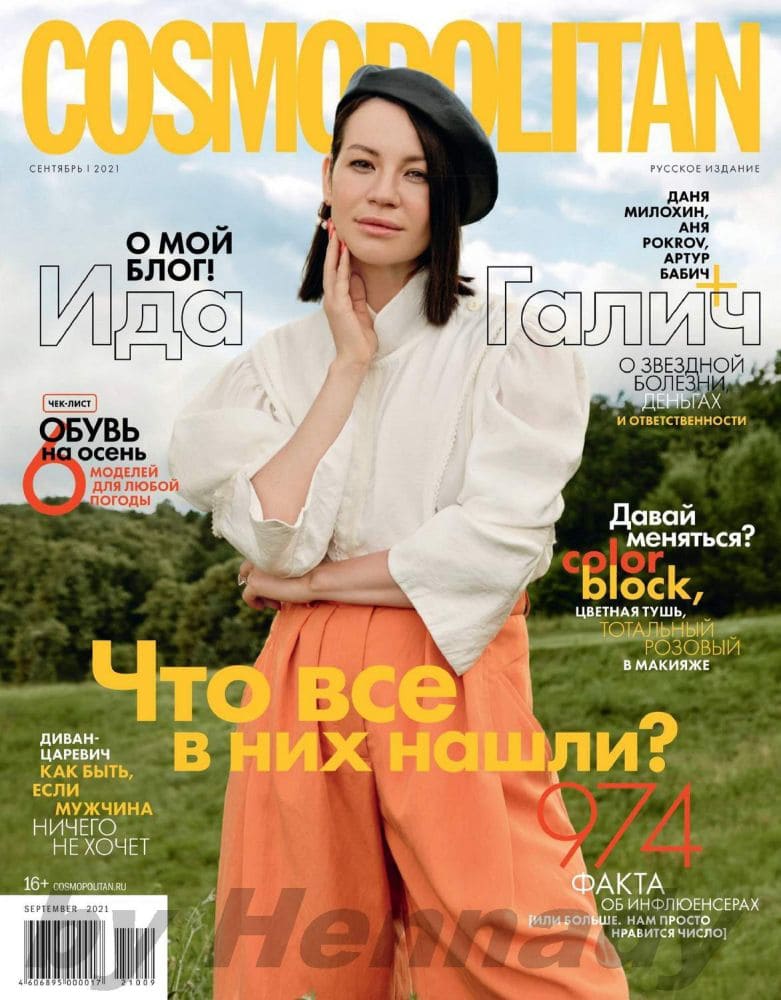 COSMOPOLITAN
СЕНТЯБРЬ | 2021
РУССКОЕ ИЗДАНИЕ
ДАНЯ
МИЛОХИН,
АНЯ
POKROV,
АРТУР
БАБИЧ
+
О МОЙ
БЛОГ!
Ида Галич
О ЗВЕЗДНОЙ
БОЛЕЗНИ,
ДЕНЬГАХ
И ОТВЕТСТВЕННОСТИ
ЧЕК-ЛИСТ
ОБУВЬ
на осень
6 МОДЕЛЕЙ
ДЛЯ ЛЮБОЙ
ПОГОДЫ
Давай
меняться?
color
block,
ЦВЕТНАЯ ТУШЬ,
ТОТАЛЬНЫЙ
РОЗОВЫЙ
В МАКИЯЖЕ
Что все
в них нашли?
ДИВАН-
ЦАРЕВИЧ
КАК БЫТЬ,
ЕСЛИ
МУЖЧИНА
НИЧЕГО
НЕ ХОЧЕТ
974
ФАКТА
ОБ ИНФЛЮЕНСЕРАХ
[ИЛИ БОЛЬШЕ. НАМ ПРОСТО
НРАВИТСЯ ЧИСЛО]
16+ COSMOPOLITAN.RU
SEPTEMBER 2021
4 606895 000017 21009
by Hennady